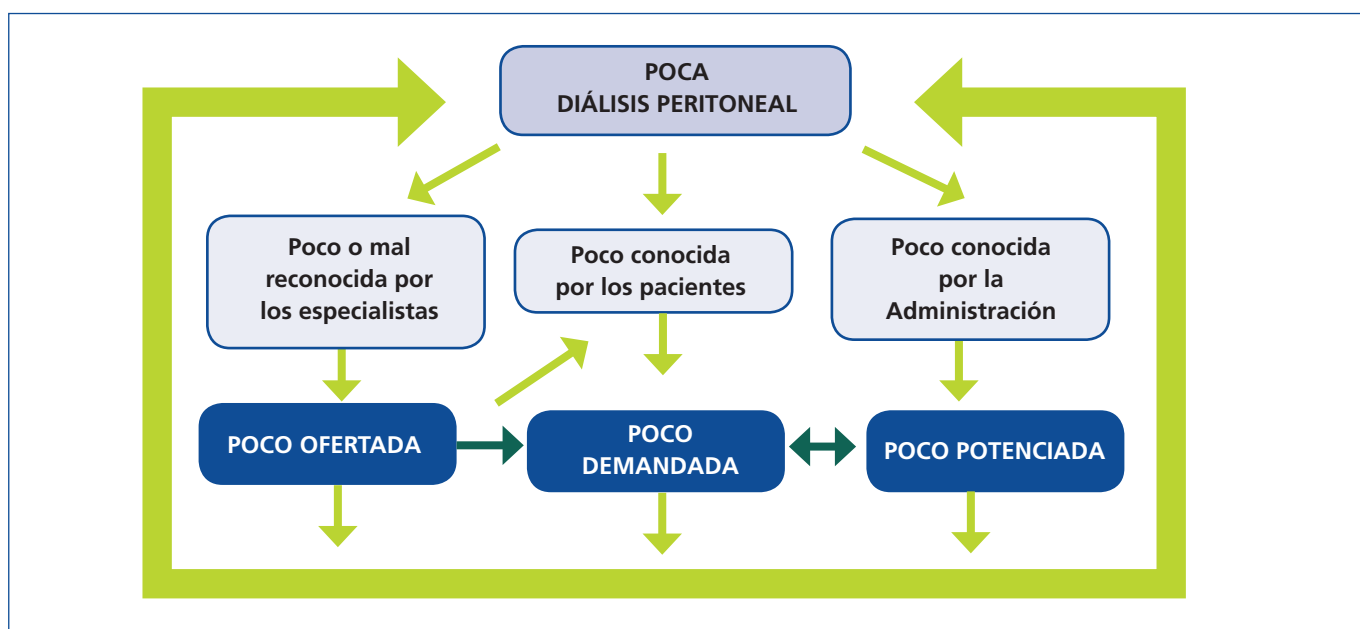 POCA
DIÁLISIS PERITONEAL
Poco o mal
reconocida por
los especialistas
Poco conocida
por los pacientes
Poco conocida
por la
Administración
POCO OFERTADA
POCO
DEMANDADA
POCO POTENCIADA